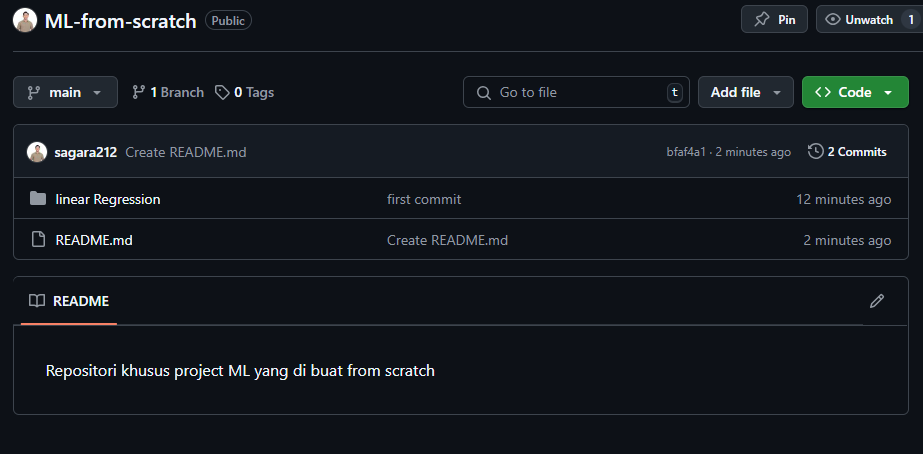 ML-from-scratch Public Pin Unwatch 1
main 1 Branch 0 Tags Go to file t Add file Code
sagara212 Create README.md bfaf4a1 · 2 minutes ago 2 Commits
linear Regression first commit 12 minutes ago
README.md Create README.md 2 minutes ago
README
Repositori khusus project ML yang di buat from scratch